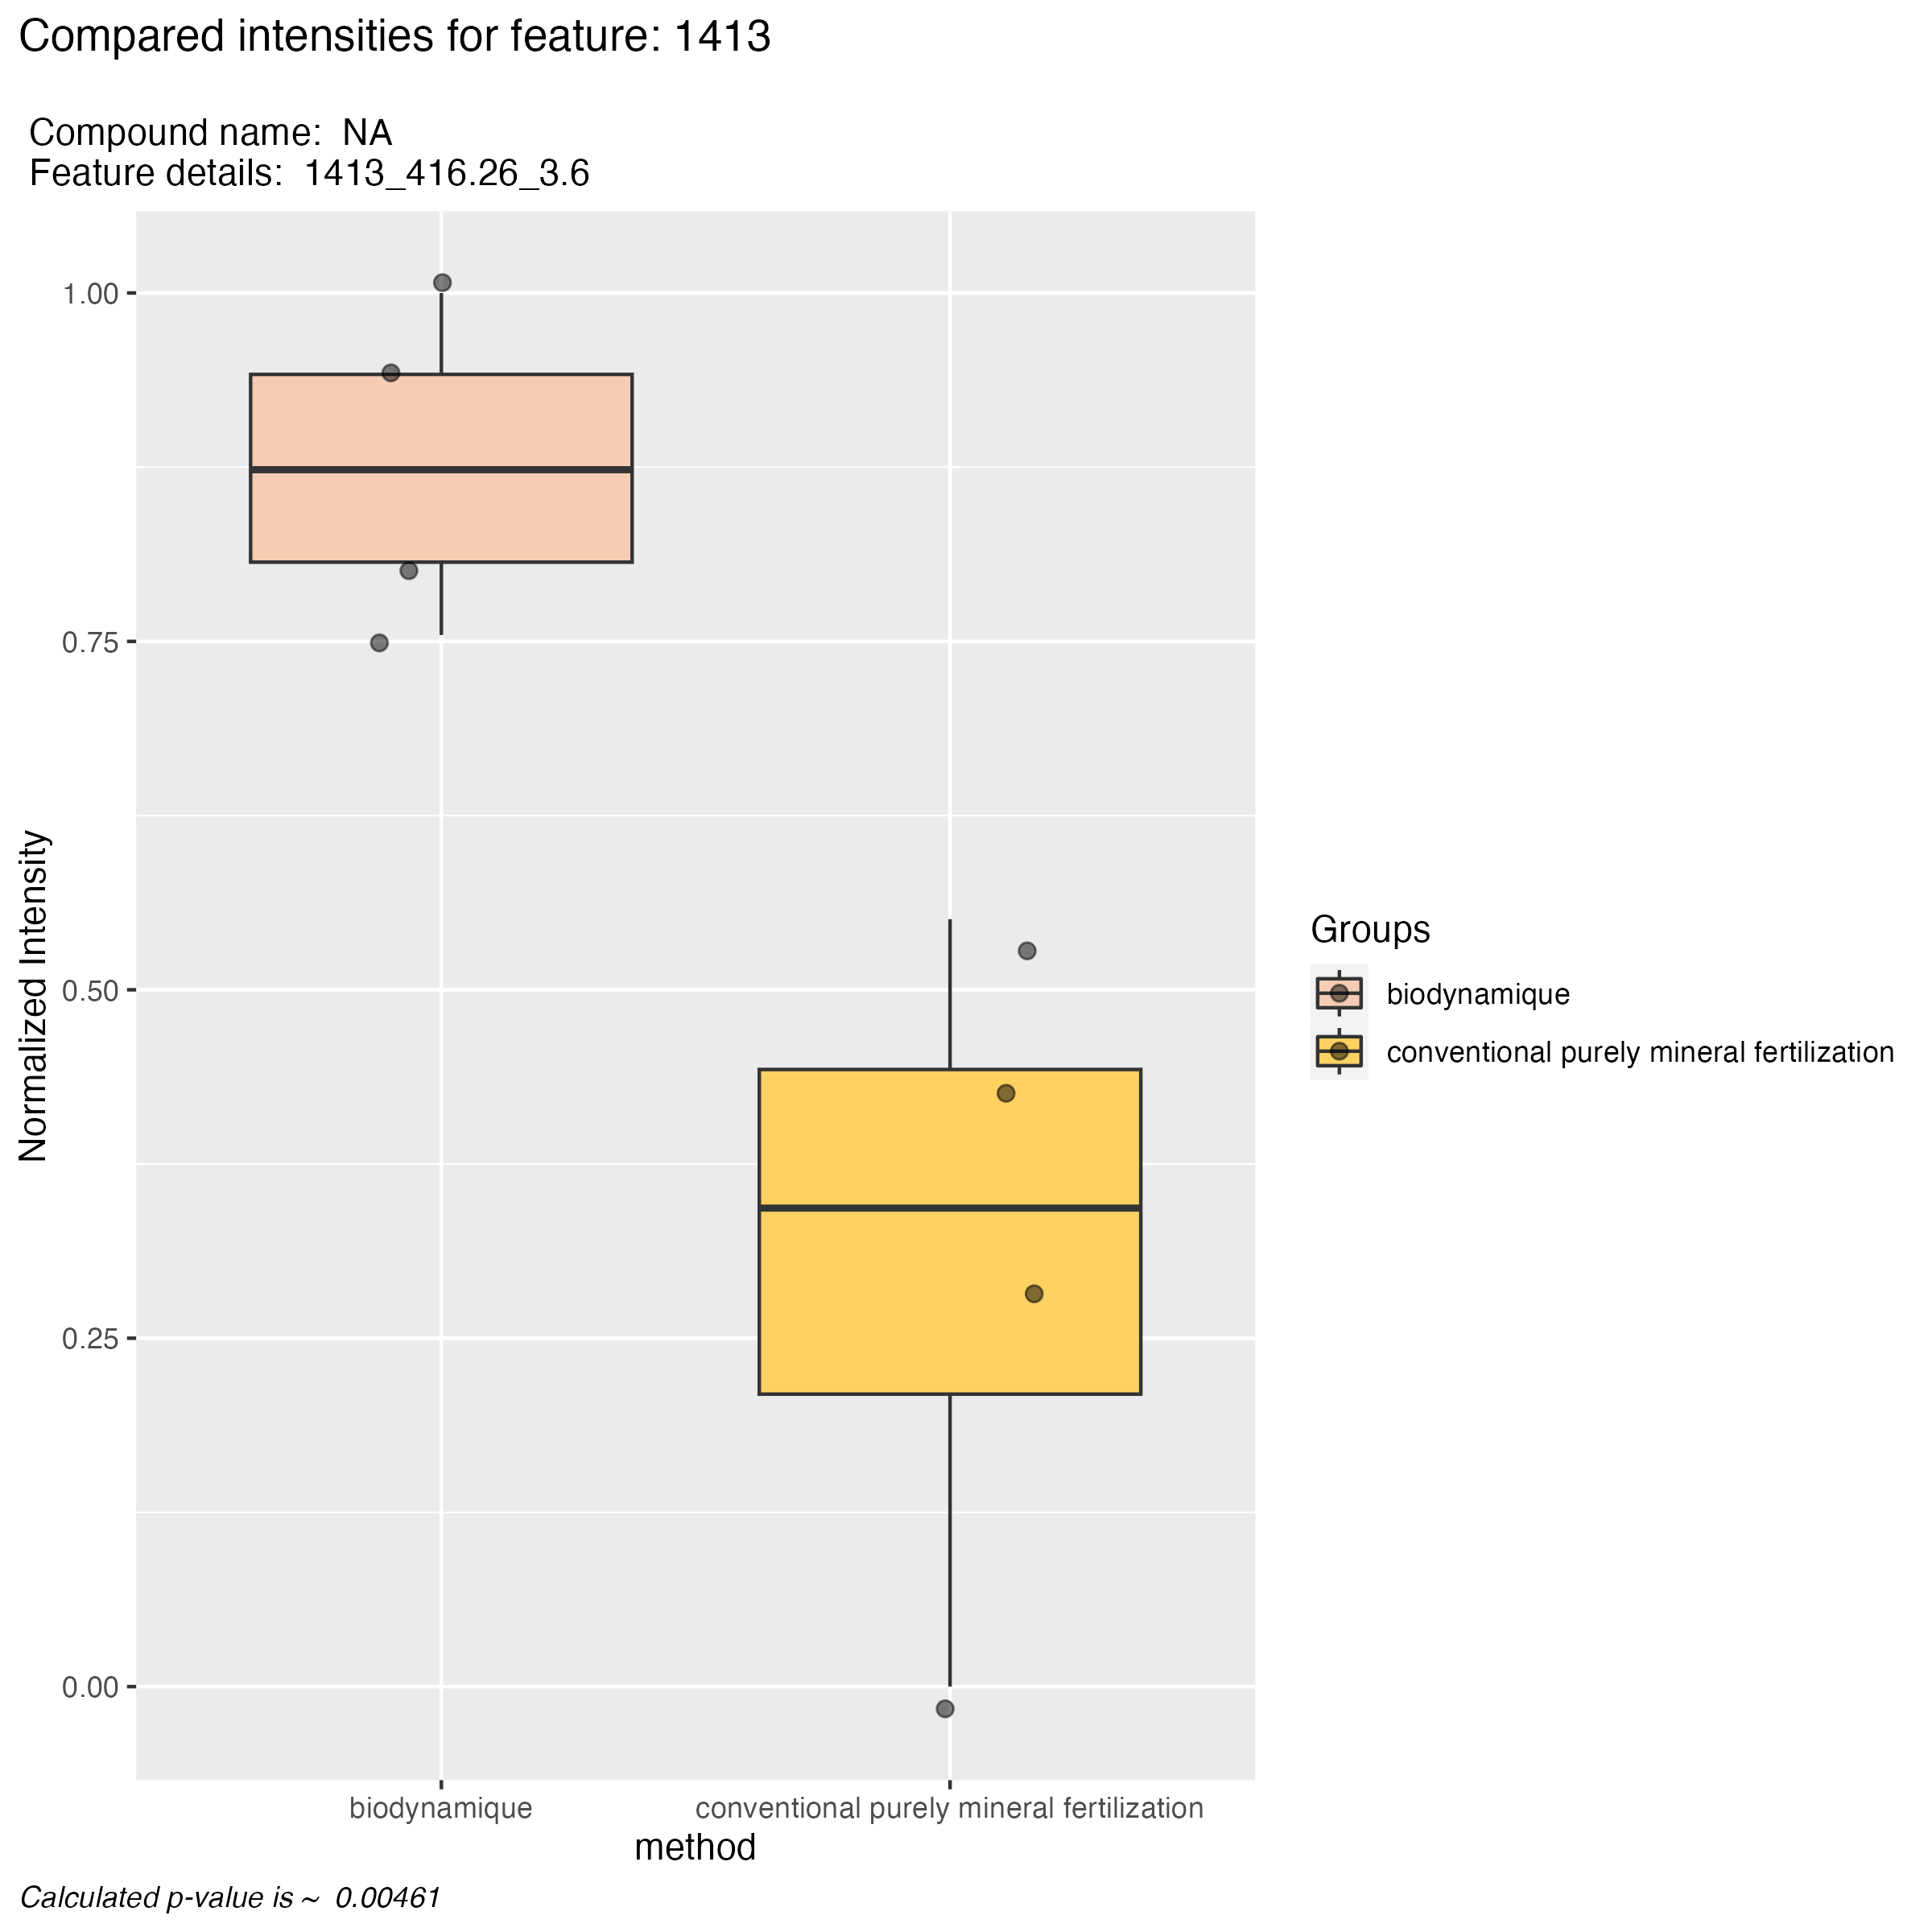 Compared intensities for feature: 1413
Compound name:  NA
Feature details:  1413_416.26_3.6
Normalized Intensity
1.00
0.75
0.50
0.25
0.00
biodynamique
conventional purely mineral fertilization
method
Groups
biodynamique
conventional purely mineral fertilization
Calculated p-value is ~  0.00461